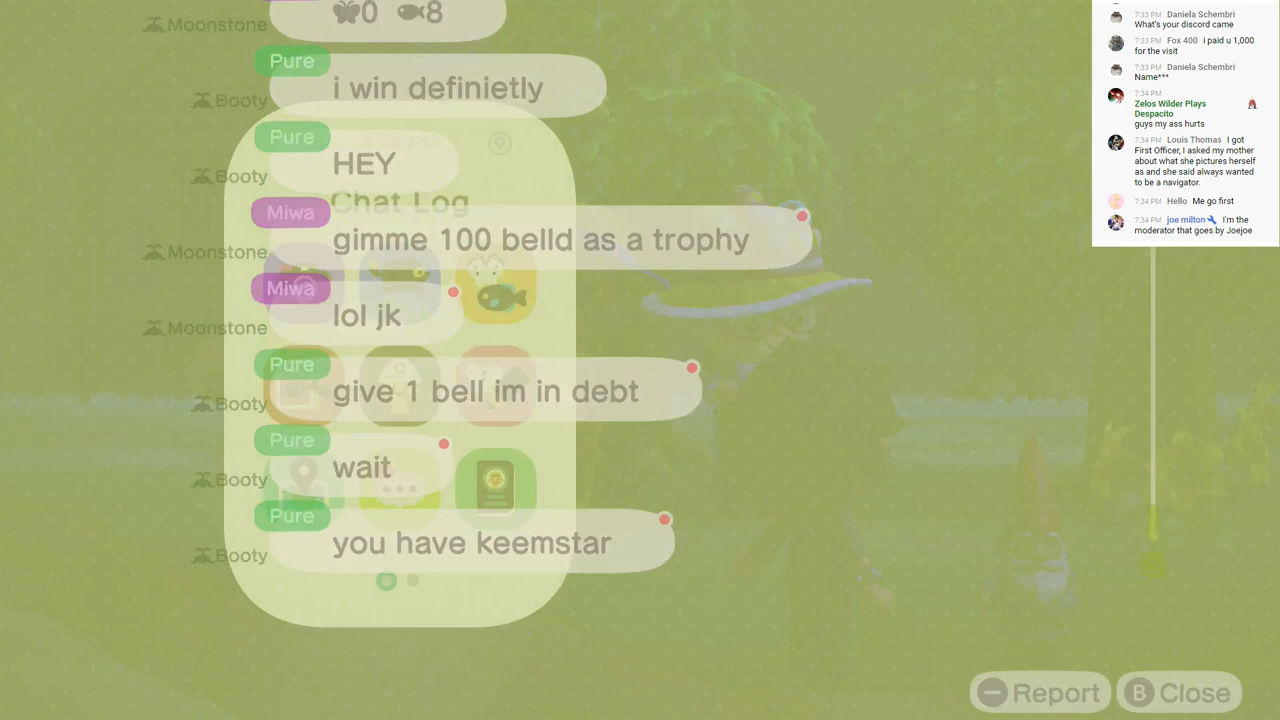 0 8
Moonstone
Pure
i win definietly
Booty
Pure
HEY
Booty
Chat Log
Miwa
gimme 100 belld as a trophy
Moonstone
Miwa
lol jk
Moonstone
Pure
give 1 bell im in debt
Booty
Pure
wait
Booty
Pure
you have keemstar
Booty
Report
B Close
7:33 PM Daniela Schembri
What's your discord came
7:33 PM Fox 400 i paid u 1,000
for the visit
7:33 PM Daniela Schembri
Name***
7:34 PM
Zelos Wilder Plays
Despacito
guys my ass hurts
7:34 PM Louis Thomas I got
First Officer, I asked my mother
about what she pictures herself
as and she said always wanted
to be a navigator.
7:34 PM Hello Me go first
7:34 PM joe milton I'm the
moderator that goes by Joejoe